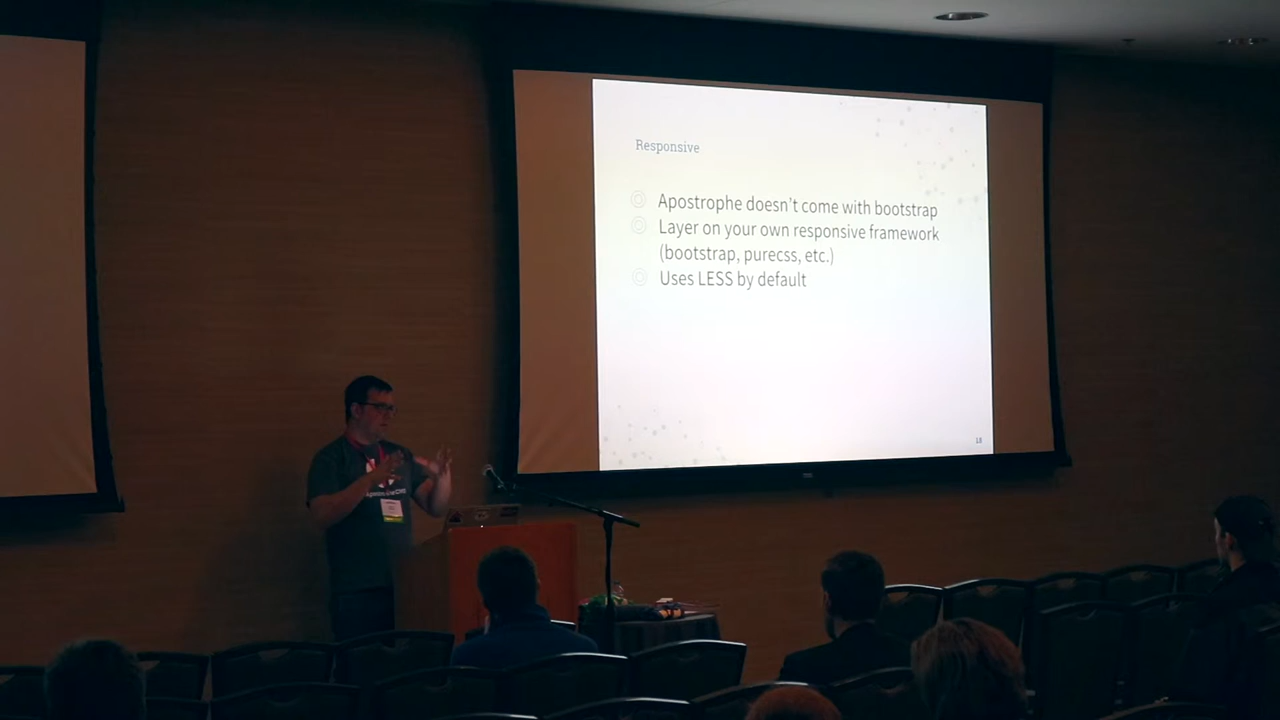 Responsive
Apostrophe doesn't come with bootstrap
Layer on your own responsive framework
(bootstrap, purecss, etc.)
Uses LESS by default
18